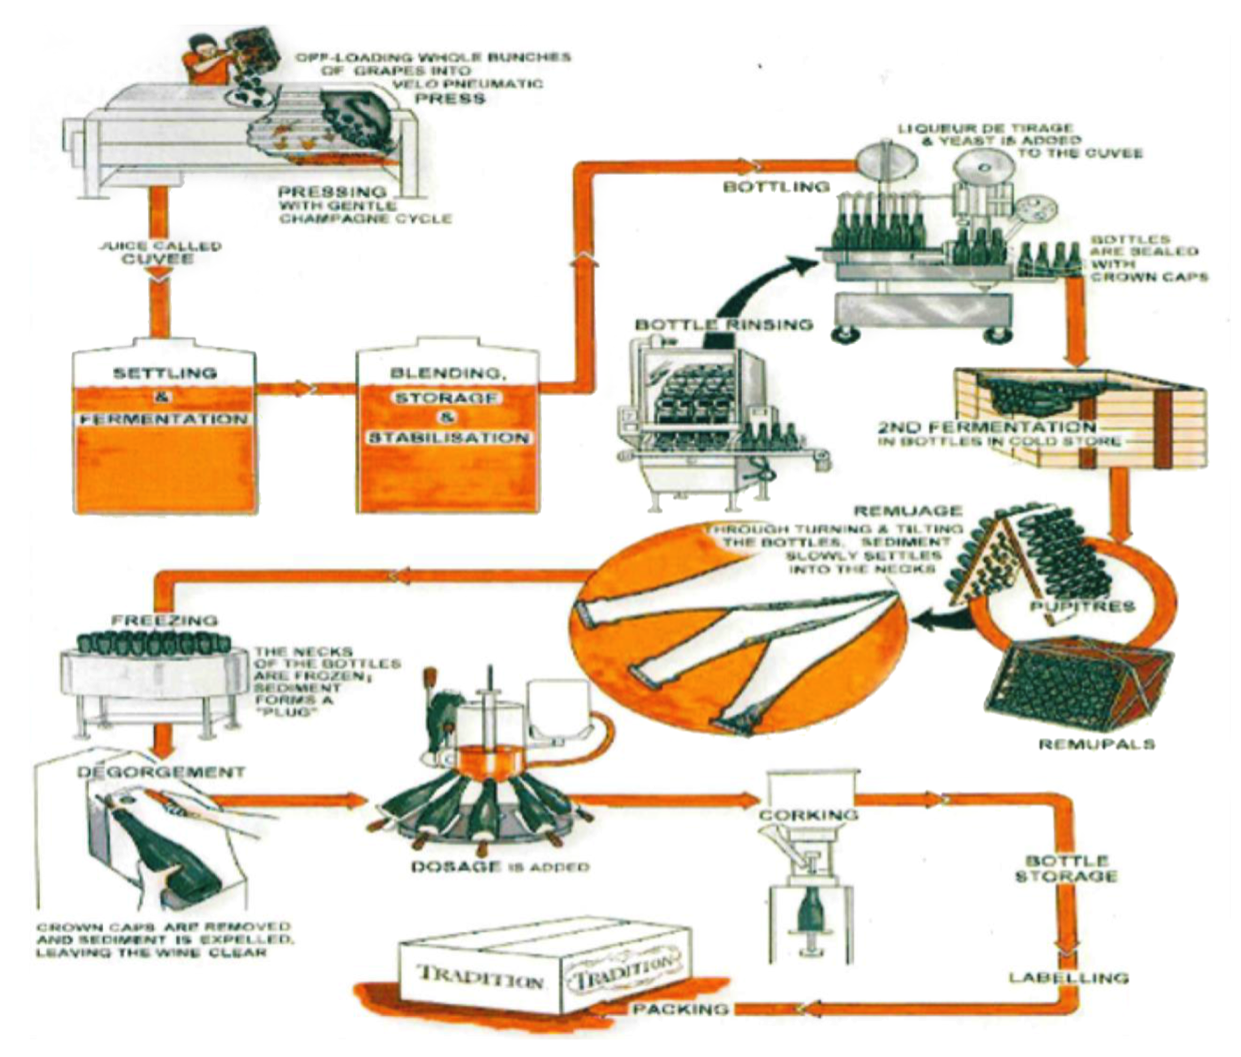 OFF-LOADING WHOLE BUNCHES
OF GRAPES INTO
VELO PNEUMATIC
PRESS
PRESSING
WITH GENTLE
CHAMPAGNE CYCLE
JUICE CALLED
CUVEE
SETTLING
&
FERMENTATION
BLENDING,
STORAGE
&
STABILISATION
BOTTLING
LIQUEUR DE TIRAGE
& YEAST IS ADDED
TO THE CUVEE
BOTTLES
ARE SEALED
WITH
CROWN CAPS
BOTTLE RINSING
2ND FERMENTATION
IN BOTTLES IN COLD STORE
REMUAGE
THROUGH TURNING & TILTING
THE BOTTLES, SEDIMENT
SLOWLY SETTLES
INTO THE NECKS
PUPITRES
REMUPALS
FREEZING
THE NECKS
OF THE BOTTLES
ARE FROZEN;
SEDIMENT
FORMS A
"PLUG"
DEGORGEMENT
CROWN CAPS ARE REMOVED
AND SEDIMENT IS EXPELLED,
LEAVING THE WINE CLEAR
DOSAGE IS ADDED
CORKING
BOTTLE
STORAGE
LABELLING
PACKING
TRADITION
TRADITION